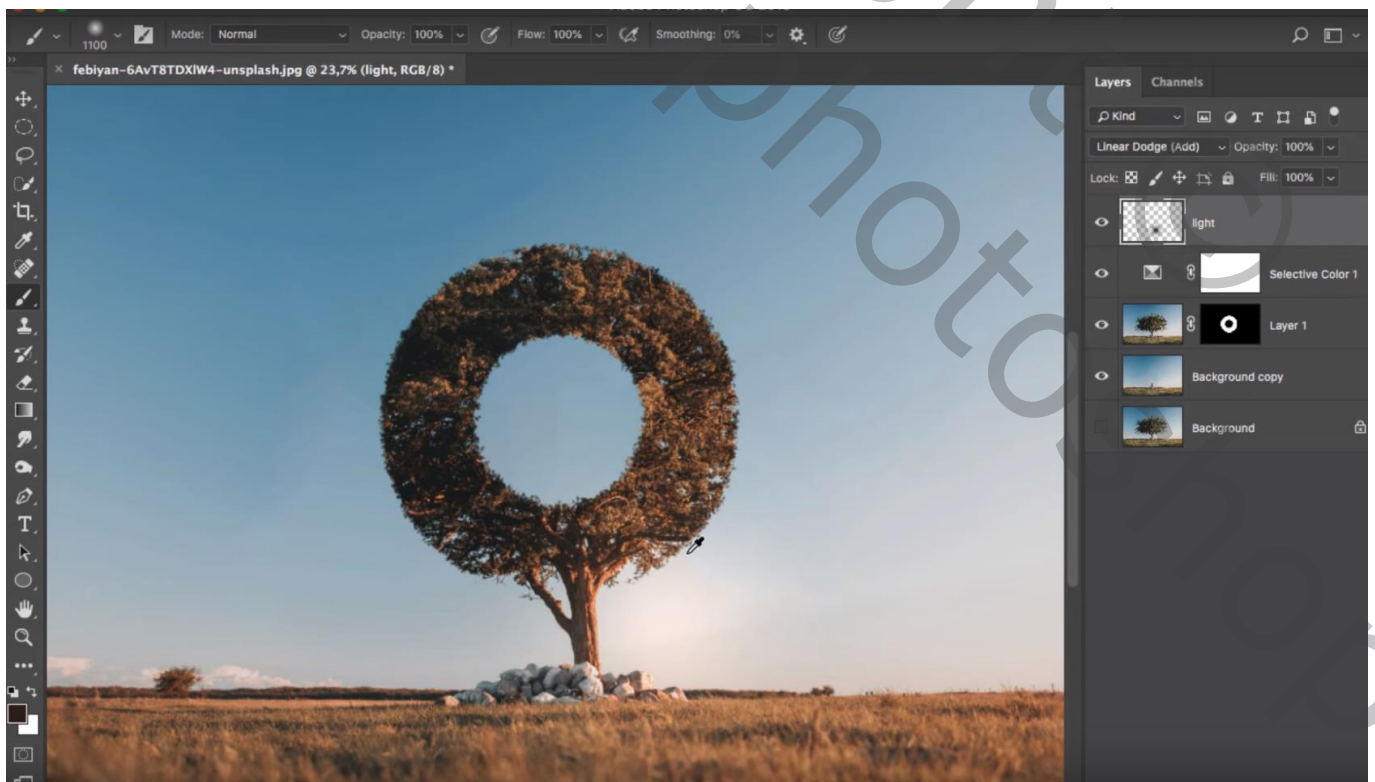 1100
Mode: Normal
Opacity: 100%
Flow: 100%
Smoothing: 0%
× febiyan-6AvT8TDXlW4-unsplash.jpg @ 23,7% (light, RGB/8) *
Layers Channels
Kind
Linear Dodge (Add) Opacity: 100%
Lock: Fill: 100%
light
Selective Color 1
Layer 1
Background copy
Background
photoshop